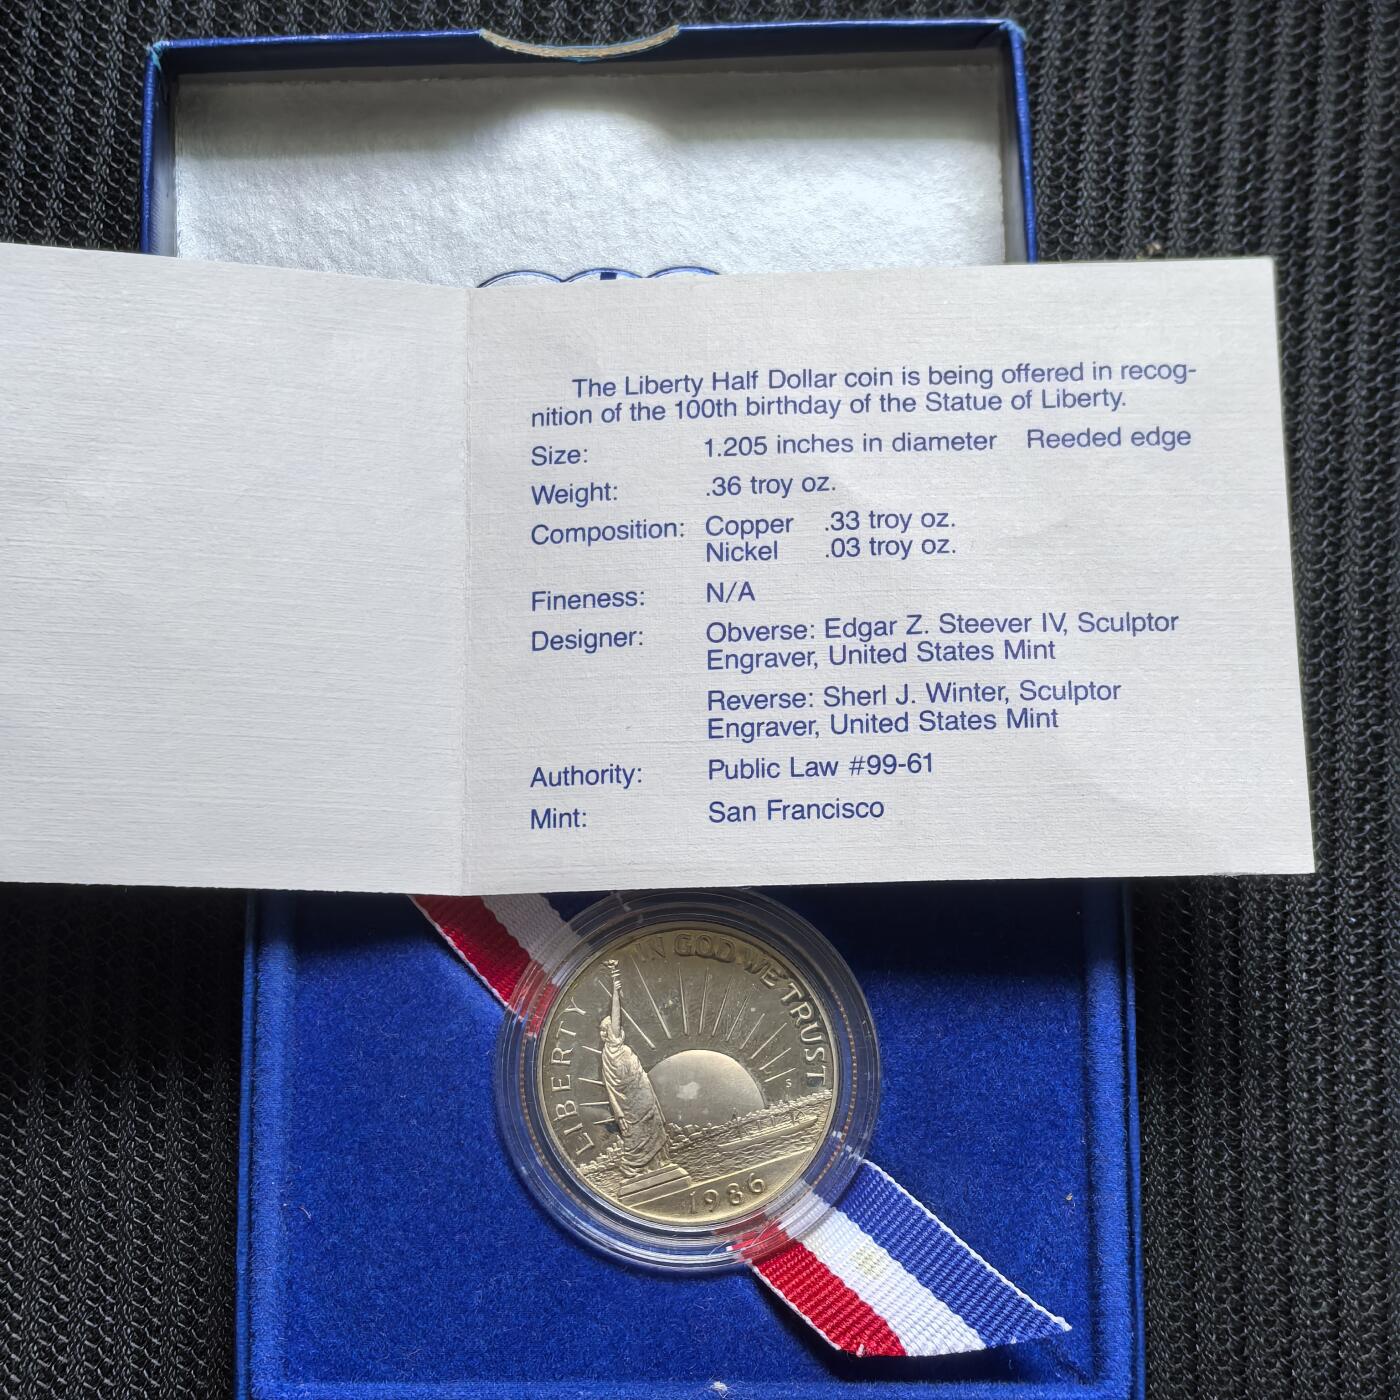 The Liberty Half Dollar coin is being offered in recog-
nition of the 100th birthday of the Statue of Liberty.
Size: 1.205 inches in diameter Reeded edge
Weight: .36 troy oz.
Composition: Copper .33 troy oz.
Nickel .03 troy oz.
Fineness: N/A
Designer: Obverse: Edgar Z. Steever IV, Sculptor
Engraver, United States Mint
Reverse: Sherl J. Winter, Sculptor
Engraver, United States Mint
Authority: Public Law #99-61
Mint: San Francisco
IN GOD WE TRUST
LIBERTY
S
1986